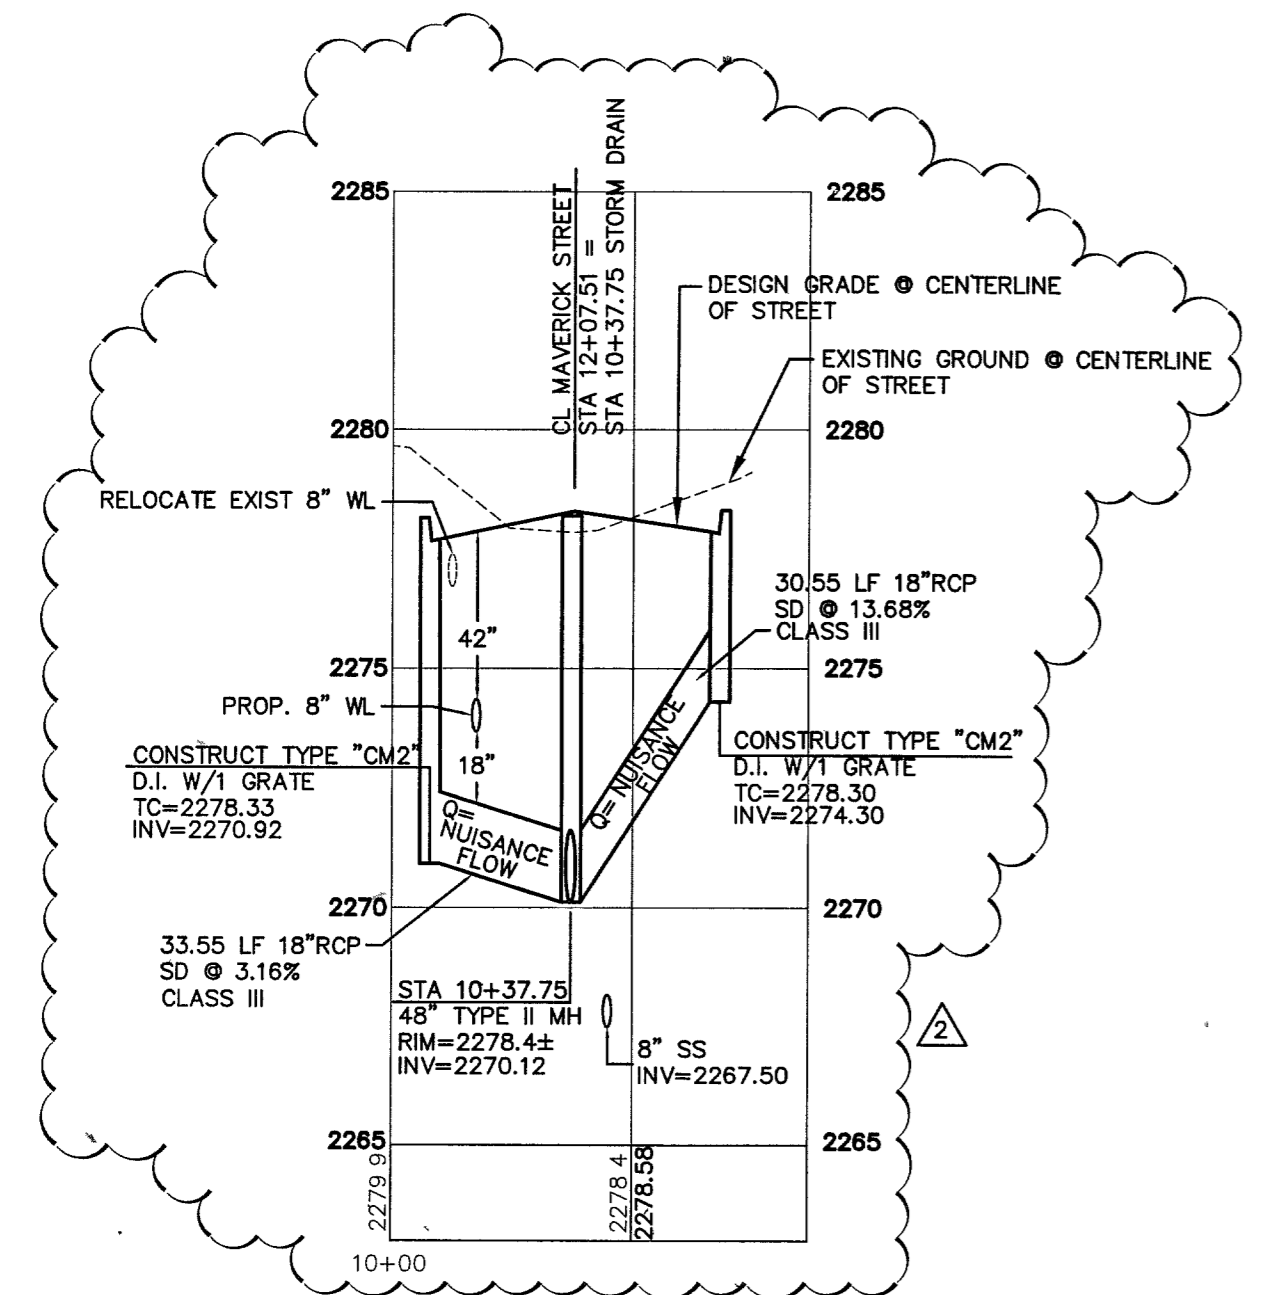 CL MAVERICK STREET
STA 12+07.51 =
STA 10+37.75 STORM DRAIN
2285
2285
DESIGN GRADE @ CENTERLINE
OF STREET
EXISTING GROUND @ CENTERLINE
OF STREET
2280
2280
RELOCATE EXIST 8" WL
30.55 LF 18"RCP
SD @ 13.68%
CLASS III
42"
2275
2275
PROP. 8" WL
18"
CONSTRUCT TYPE "CM2"
D.I. W/1 GRATE
TC=2278.33
INV=2270.92
Q=
NUISANCE
FLOW
Q= NUISANCE
FLOW
CONSTRUCT TYPE "CM2"
D.I. W/1 GRATE
TC=2278.30
INV=2274.30
2270
2270
33.55 LF 18"RCP
SD @ 3.16%
CLASS III
STA 10+37.75
48" TYPE II MH
RIM=2278.4±
INV=2270.12
8" SS
INV=2267.50
2
2265
2265
2279.9
2278.4
2278.58
10+00